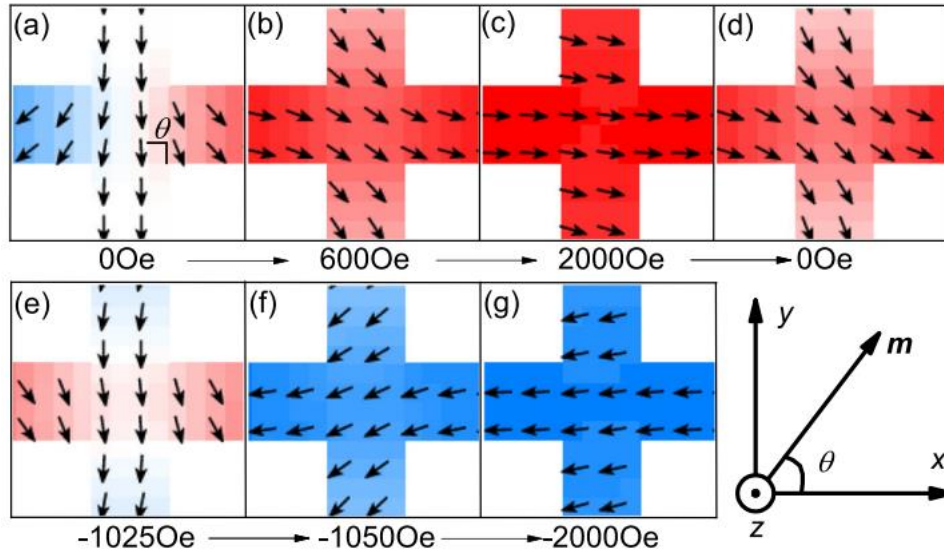 (a) (b) (c) (d)
θ
0Oe 600Oe 2000Oe 0Oe
(e) (f) (g)
y
m
θ
x
z
-1025Oe -1050Oe -2000Oe